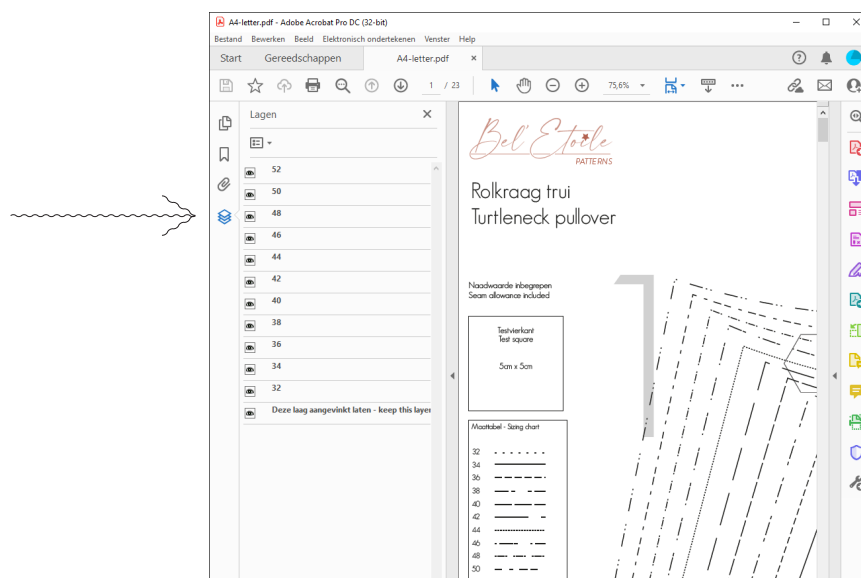 A4-letter.pdf - Adobe Acrobat Pro DC (32-bit)
Bestand Bewerken Beeld Elektronisch ondertekenen Venster Help
Start Gereedschappen A4-letter.pdf ×
1 / 23 75,6%
Lagen
52
50
48
46
44
42
40
38
36
34
32
Deze laag aangevinkt laten - keep this layer
Bel' Etoile
PATTERNS
Rolkraag trui
Turtleneck pullover
Naadwaarde inbegrepen
Seam allowance included
Testvierkant
Test square
5cm x 5cm
1
Maattabel - Sizing chart
32
34
36
38
40
42
44
46
48
50